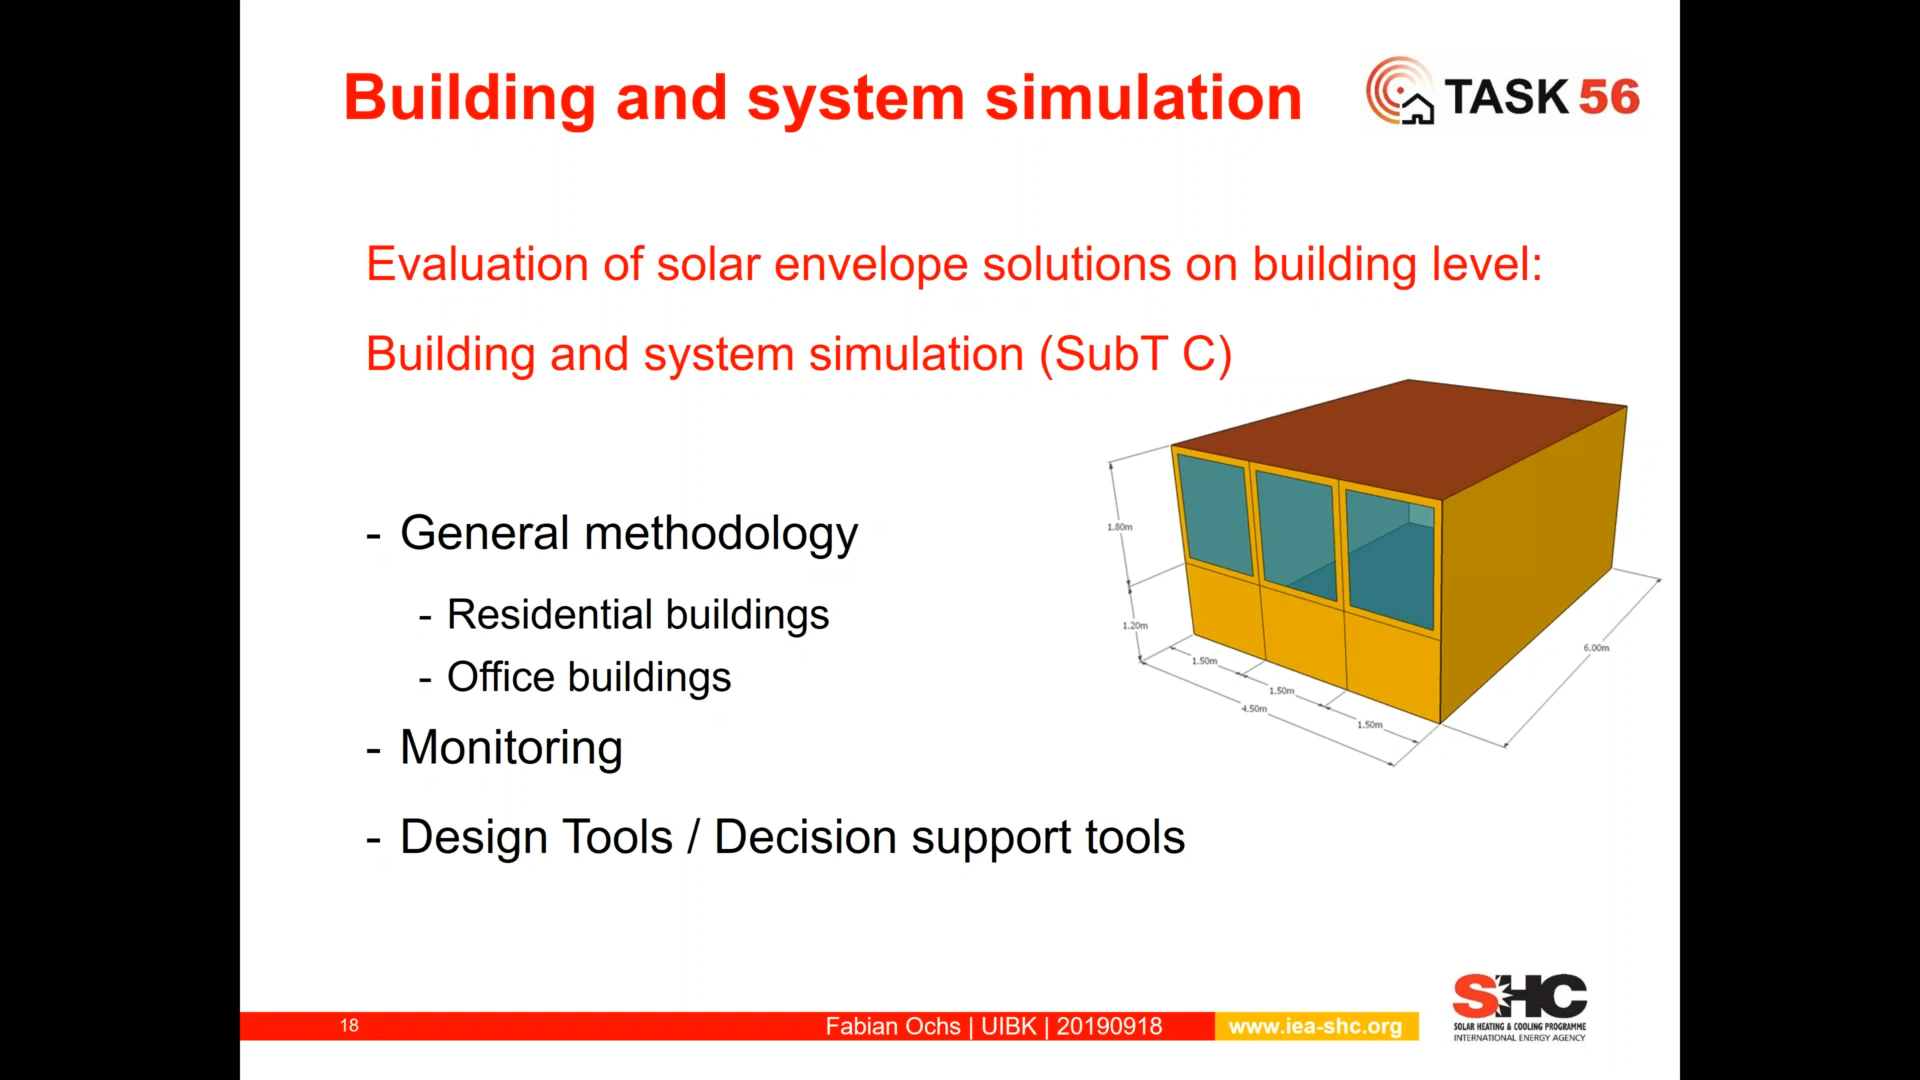 Building and system simulation
TASK 56
Evaluation of solar envelope solutions on building level:
Building and system simulation (SubT C)
- General methodology
- Residential buildings
- Office buildings
- Monitoring
- Design Tools / Decision support tools
1.80m
1.20m
1.50m
1.50m
4.50m
1.50m
6.00m
18
Fabian Ochs | UIBK | 20190918
www.iea-shc.org
SHC
SOLAR HEATING & COOLING PROGRAMME
INTERNATIONAL ENERGY AGENCY